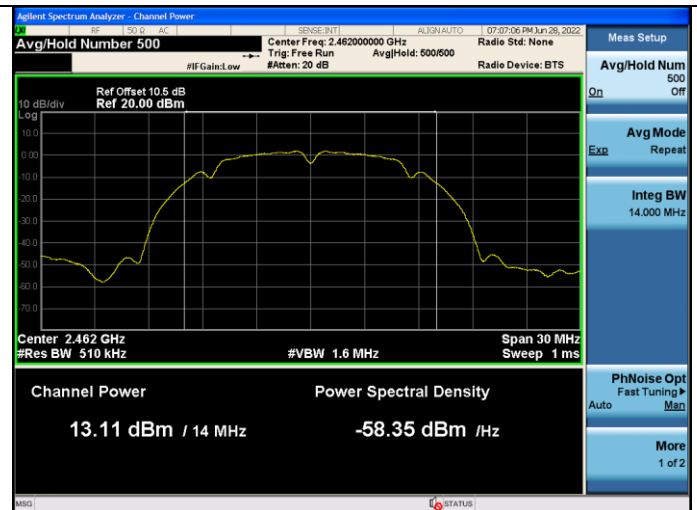 Agilent Spectrum Analyzer - Channel Power
RF 50 Ω AC SENSE:INT ALIGN AUTO 07:07:06 PM Jun 28, 2022
Avg/Hold Number 500
Center Freq: 2.462000000 GHz
Radio Std: None
Trig: Free Run Avg|Hold: 500/500
#IFGain:Low
#Atten: 20 dB
Radio Device: BTS
Ref Offset 10.5 dB
10 dB/div Ref 20.00 dBm
Log
10.0
0.00
-10.0
-20.0
-30.0
-40.0
-50.0
-60.0
-70.0
Center 2.462 GHz
Span 30 MHz
#Res BW 510 kHz
#VBW 1.6 MHz
Sweep 1 ms
Channel Power
Power Spectral Density
13.11 dBm / 14 MHz
-58.35 dBm /Hz
MSG
STATUS
Meas Setup
Avg/Hold Num
500
On Off
Avg Mode
Exp Repeat
Integ BW
14.000 MHz
PhNoise Opt
Fast Tuning
Auto Man
More
1 of 2